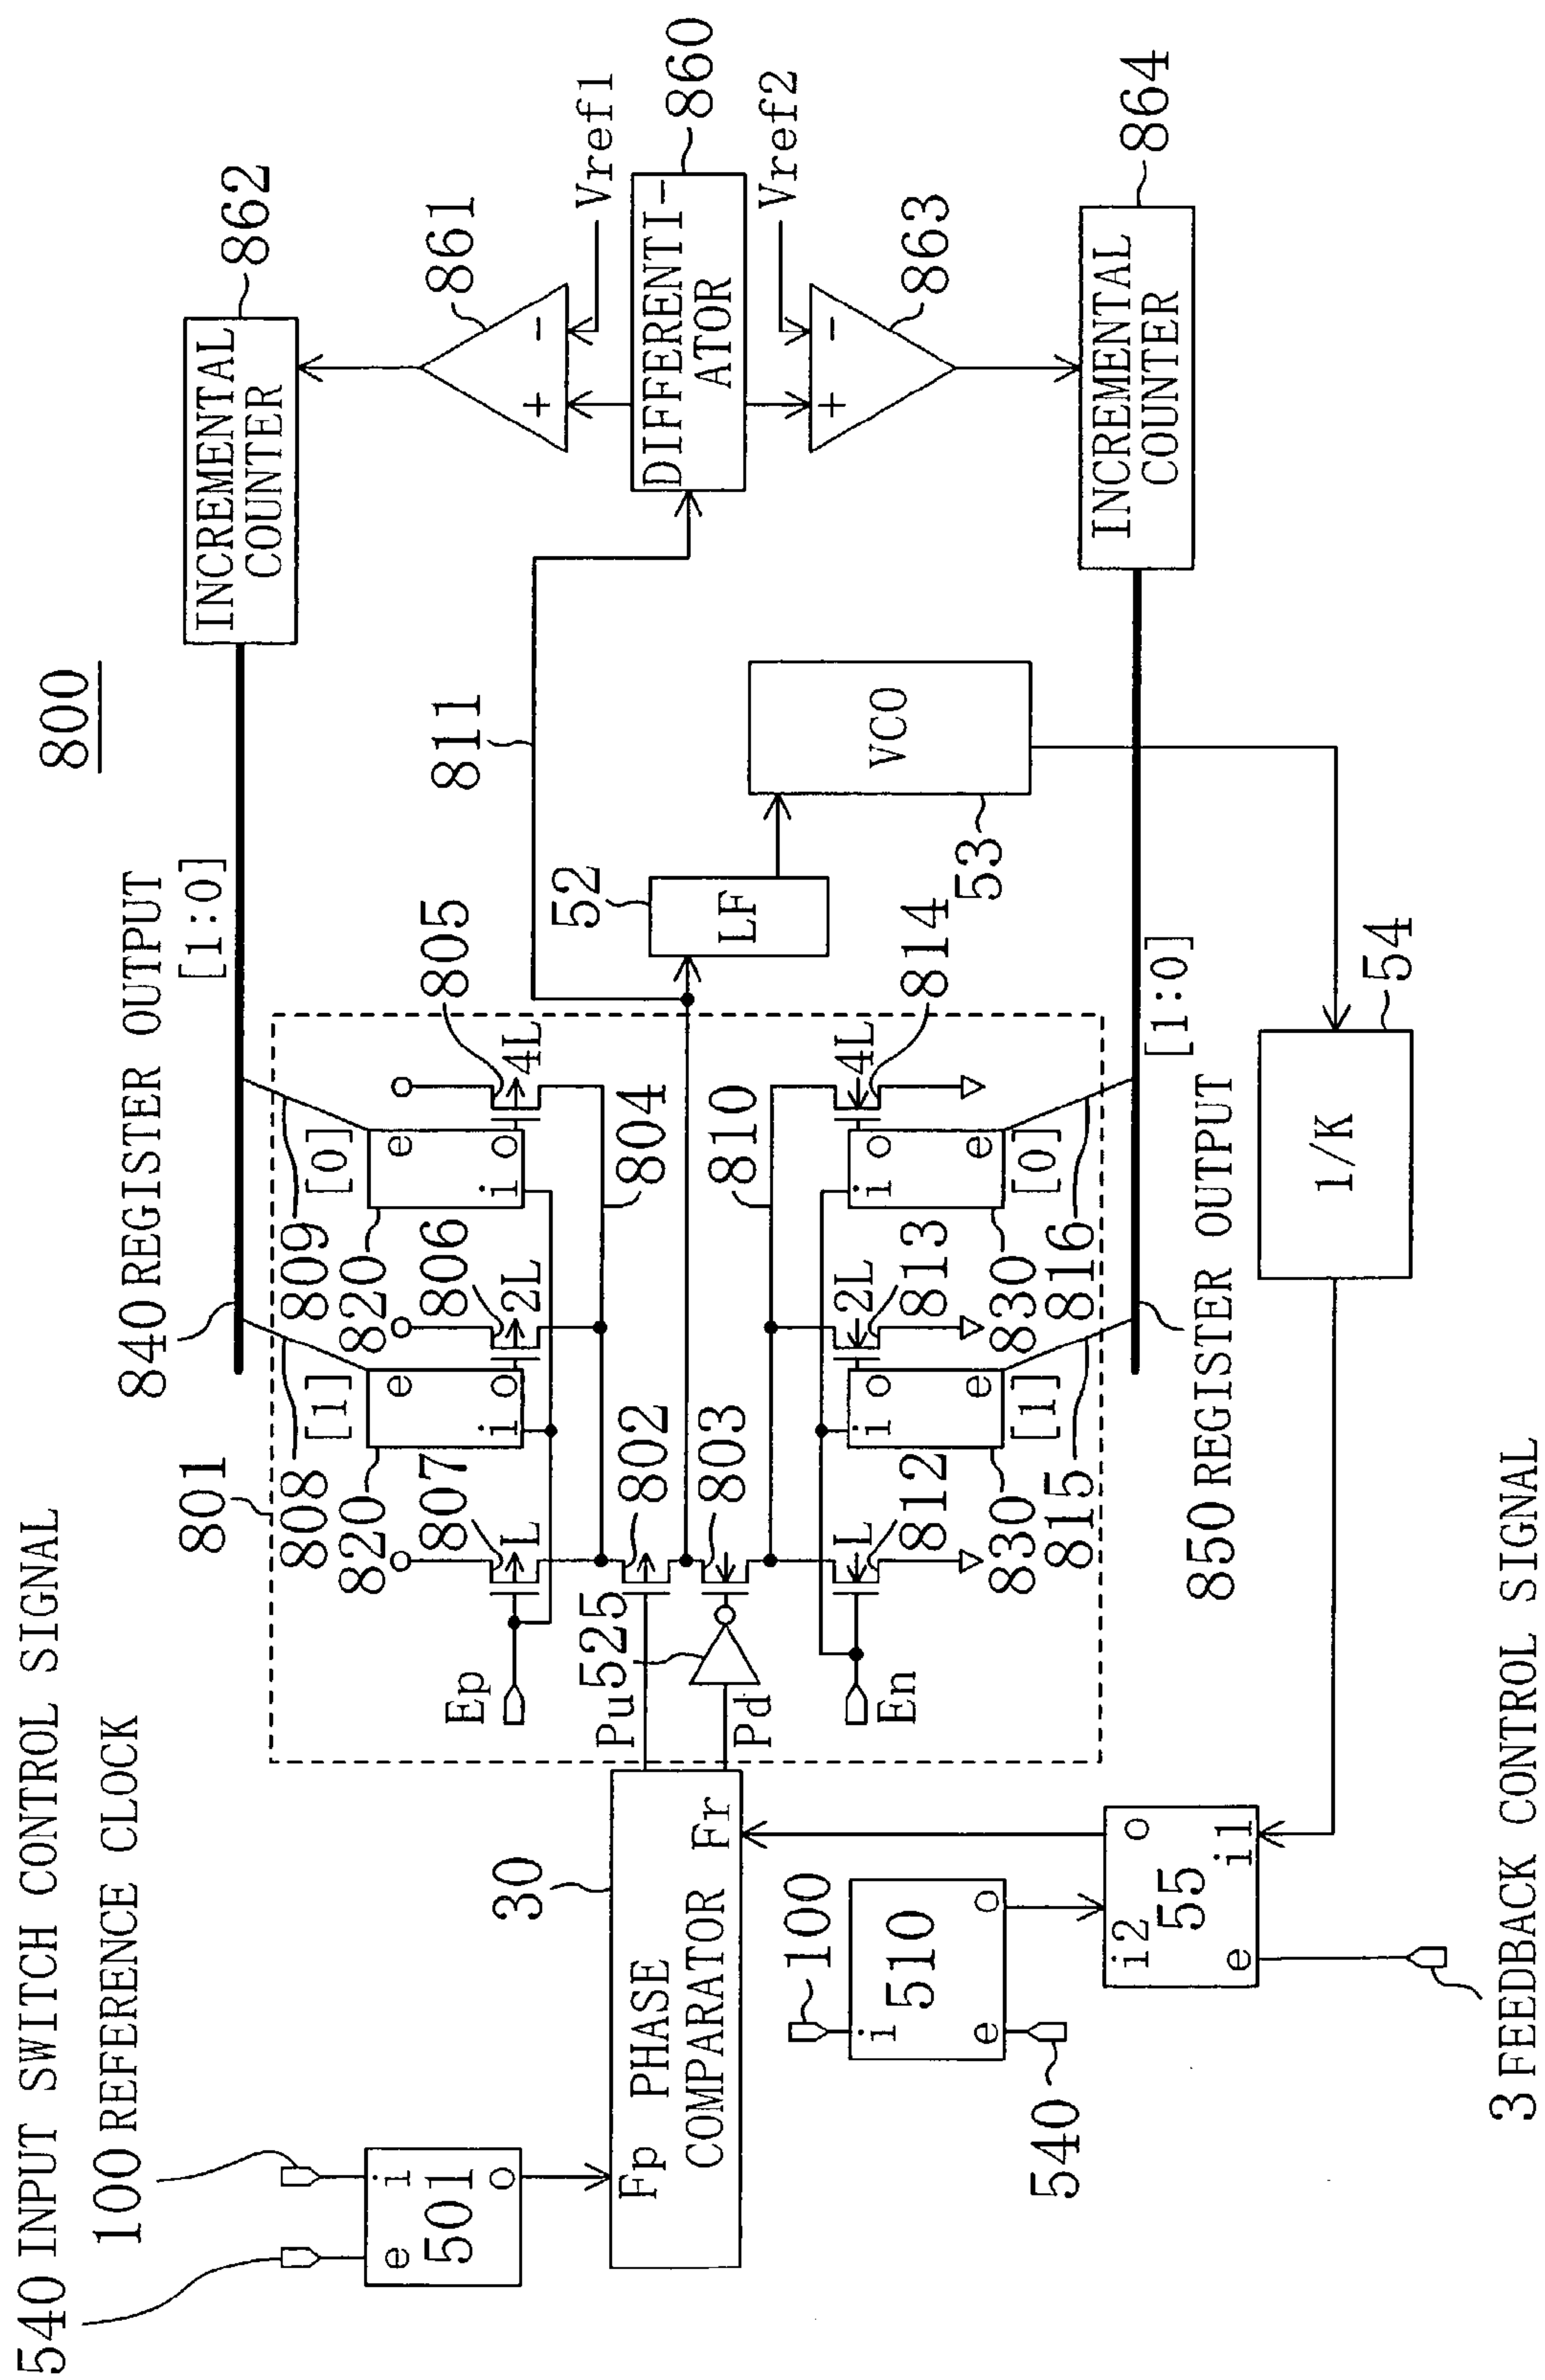 800
540 INPUT SWITCH CONTROL SIGNAL
100 REFERENCE CLOCK
840 REGISTER OUTPUT
[1:0]
INCREMENTAL
COUNTER
862
801
808
809
820
[1]
e
i
o
820
[0]
e
i
o
807
L
806
2L
805
4L
804
811
861
+
-
Vref1
Ep
Pu
802
e
i
501
o
30
Fp
PHASE
COMPARATOR
Fr
525
Pd
803
52
LF
DIFFERENTI-
ATOR
860
810
VCO
53
Vref2
+
-
863
En
L
812
i
o
e
[1]
830
2L
813
i
o
e
[0]
830
4L
814
815
816
100
i
510
o
e
540
i2
o
55
e
i1
850 REGISTER OUTPUT
[1:0]
INCREMENTAL
COUNTER
864
1/K
54
3 FEEDBACK CONTROL SIGNAL